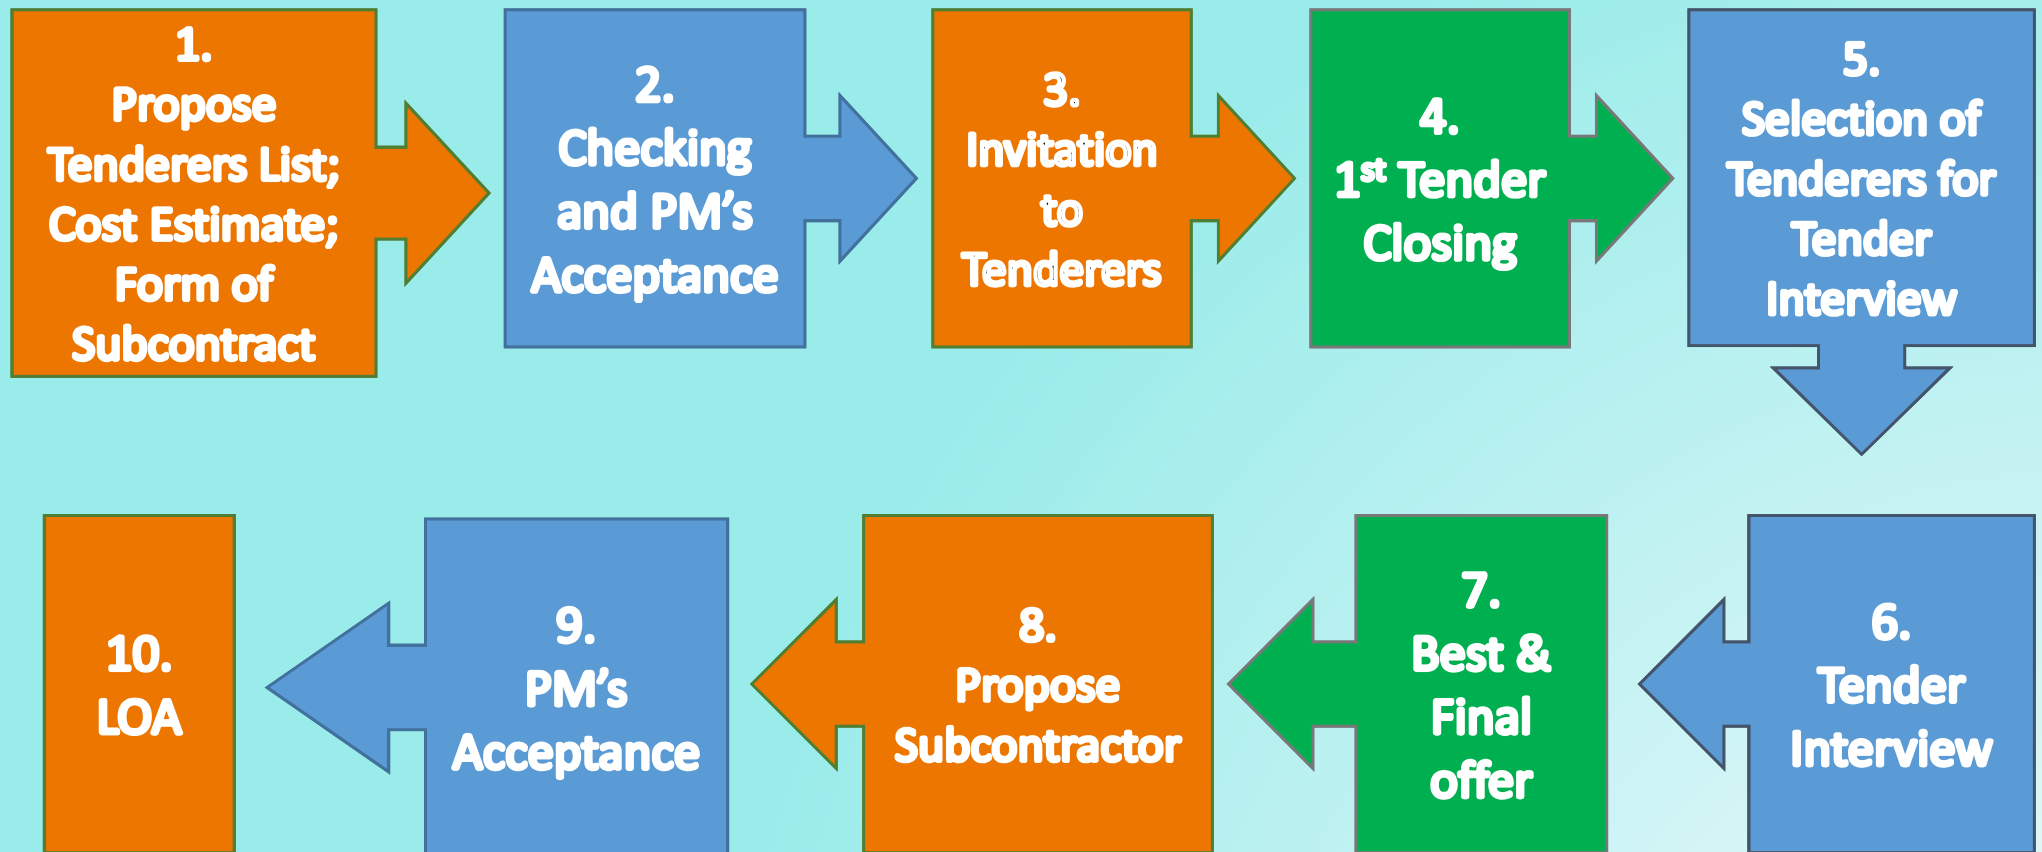 1.
Propose
Tenderers List;
Cost Estimate;
Form of
Subcontract
2.
Checking
and PM’s
Acceptance
3.
Invitation
to
Tenderers
4.
1st Tender
Closing
5.
Selection of
Tenderers for
Tender
Interview
6.
Tender
Interview
7.
Best &
Final
offer
8.
Propose
Subcontractor
9.
PM’s
Acceptance
10.
LOA